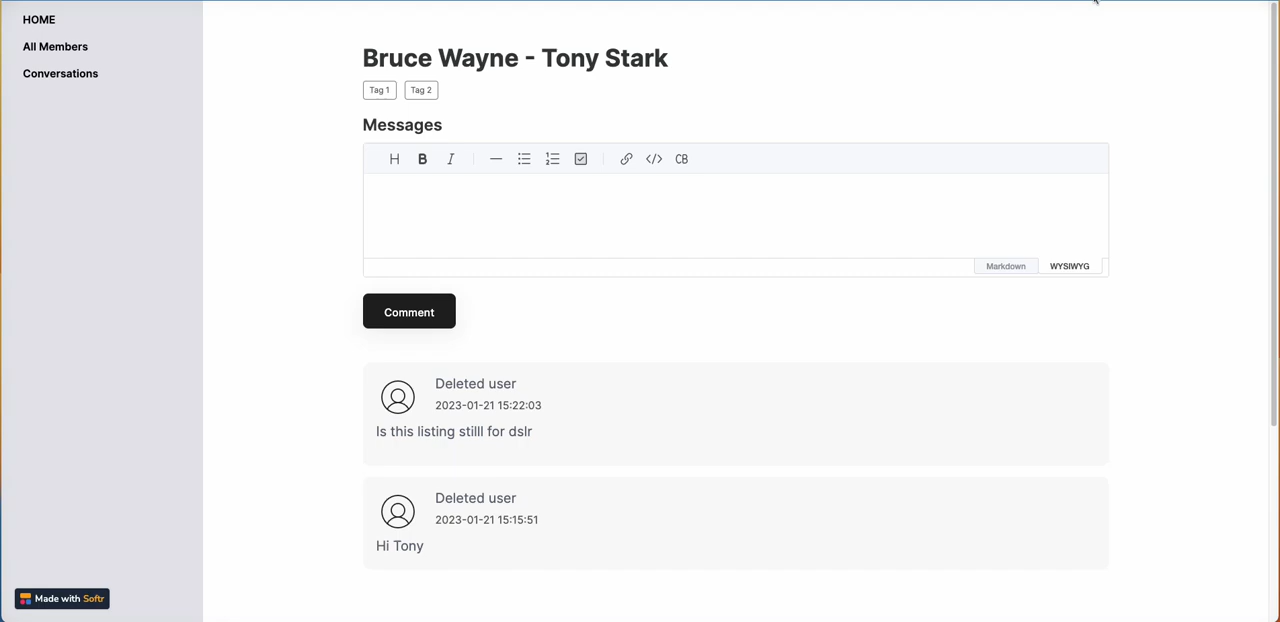 HOME
All Members
Conversations
Bruce Wayne - Tony Stark
Tag 1 Tag 2
Messages
H B I CB
Markdown WYSIWYG
Comment
Deleted user
2023-01-21 15:22:03
Is this listing stilll for dslr
Deleted user
2023-01-21 15:15:51
Hi Tony
Made with Softr